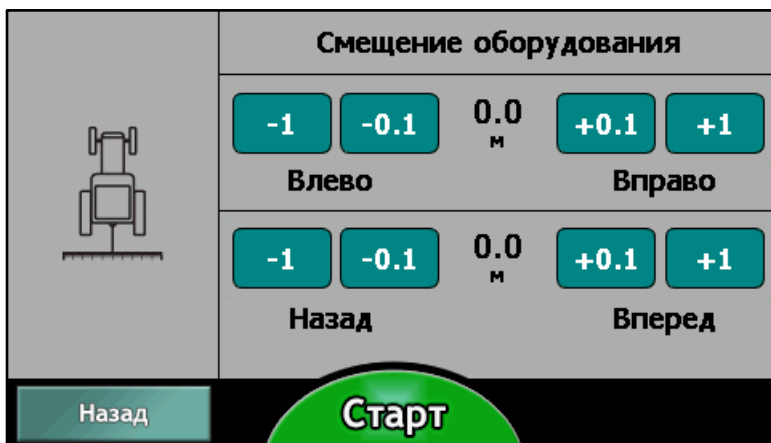 Смещение оборудования
-1 -0.1 0.0 +0.1 +1
м
Влево Вправо
-1 -0.1 0.0 +0.1 +1
м
Назад Вперед
Назад Старт